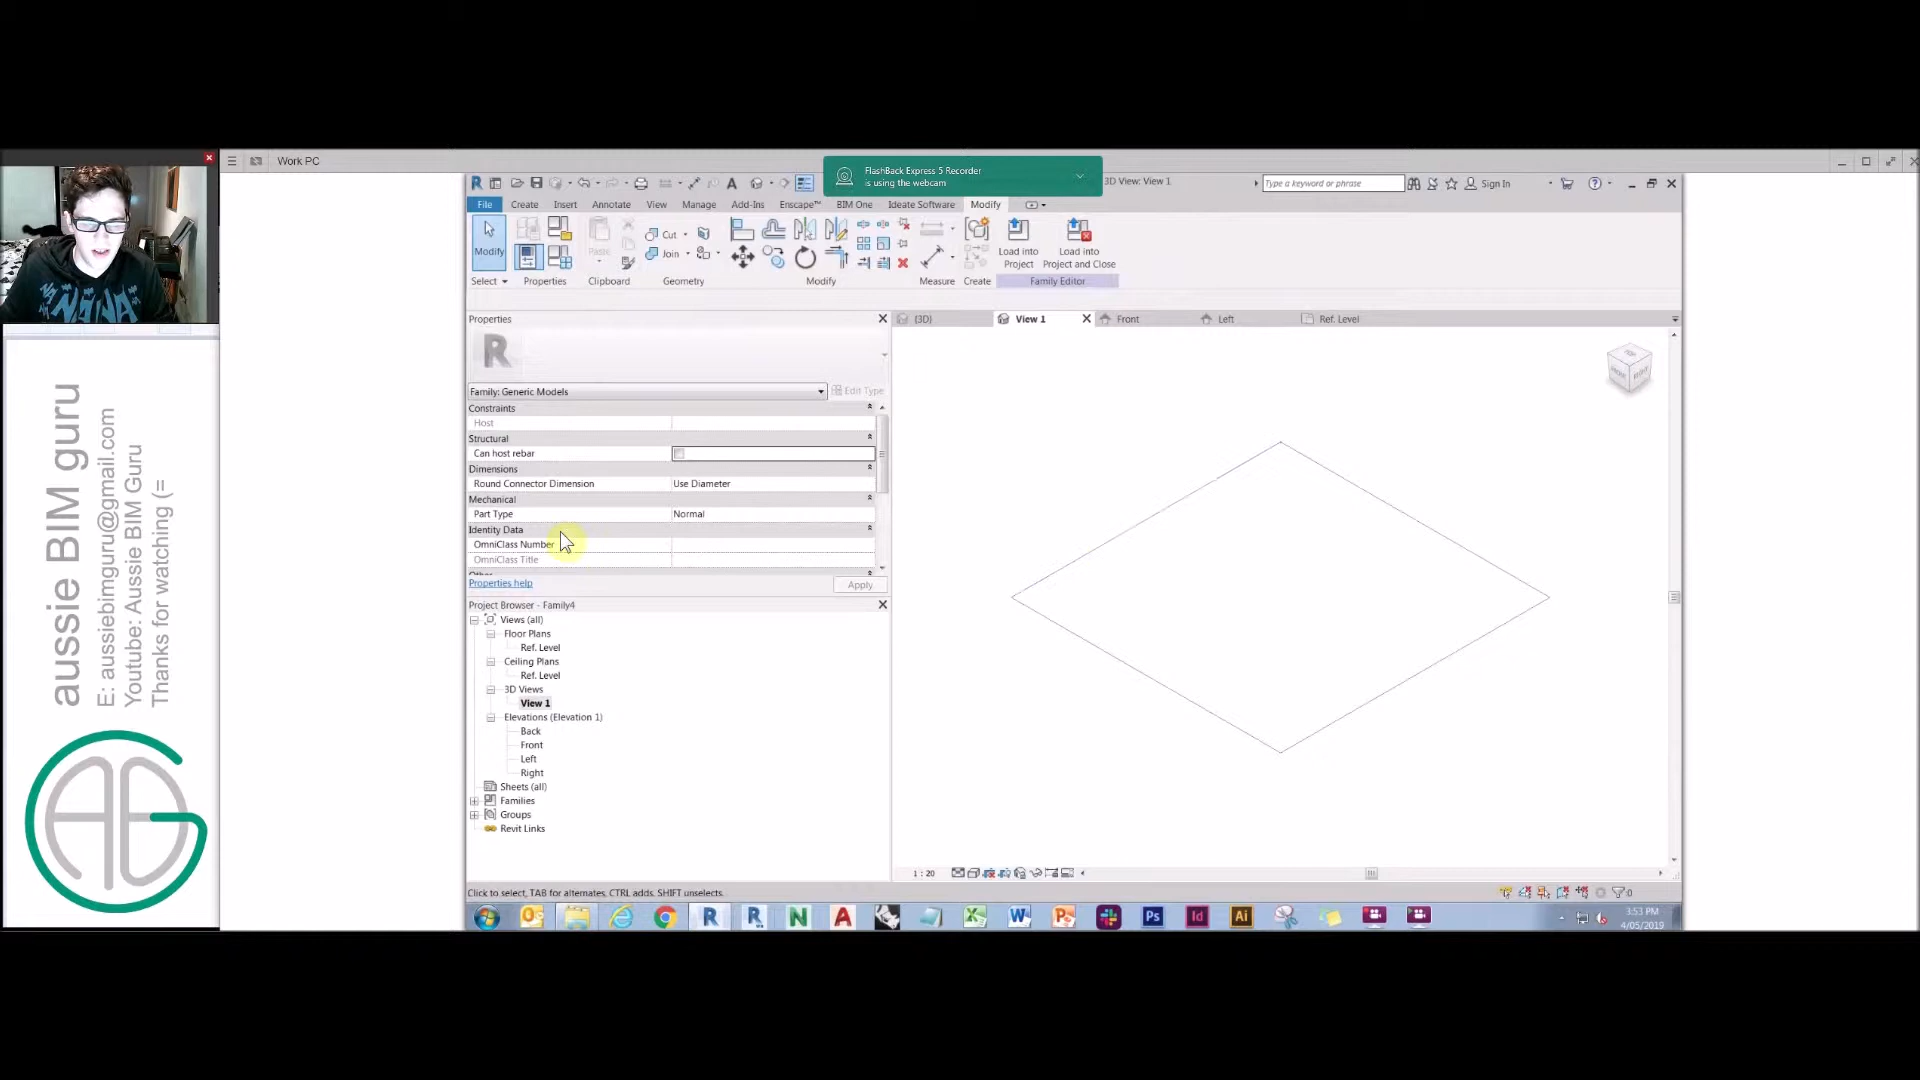 Work PC
FlashBack Express 5 Recorder
is using the webcam
3D View: View 1
Type a keyword or phrase
Sign In
File
Create
Insert
Annotate
View
Manage
Add-Ins
Enscape™
BIM One
Ideate Software
Modify
Modify
Paste
Cut
Join
Load into
Project
Load into
Project and Close
Select
Properties
Clipboard
Geometry
Modify
Measure
Create
Family Editor
Properties
{3D}
View 1
Front
Left
Ref. Level
R
Family: Generic Models
Edit Type
Constraints
Host
Structural
Can host rebar
Dimensions
Round Connector Dimension
Use Diameter
Mechanical
Part Type
Normal
Identity Data
OmniClass Number
OmniClass Title
Other
Properties help
Apply
Project Browser - Family4
Views (all)
Floor Plans
Ref. Level
Ceiling Plans
Ref. Level
3D Views
View 1
Elevations (Elevation 1)
Back
Front
Left
Right
Sheets (all)
Families
Groups
Revit Links
1 : 20
Click to select, TAB for alternates, CTRL adds, SHIFT unselects.
:0
3:53 PM
4/05/2019
aussie BIM guru
E: aussiebimguru@gmail.com
Youtube: Aussie BIM Guru
Thanks for watching (=